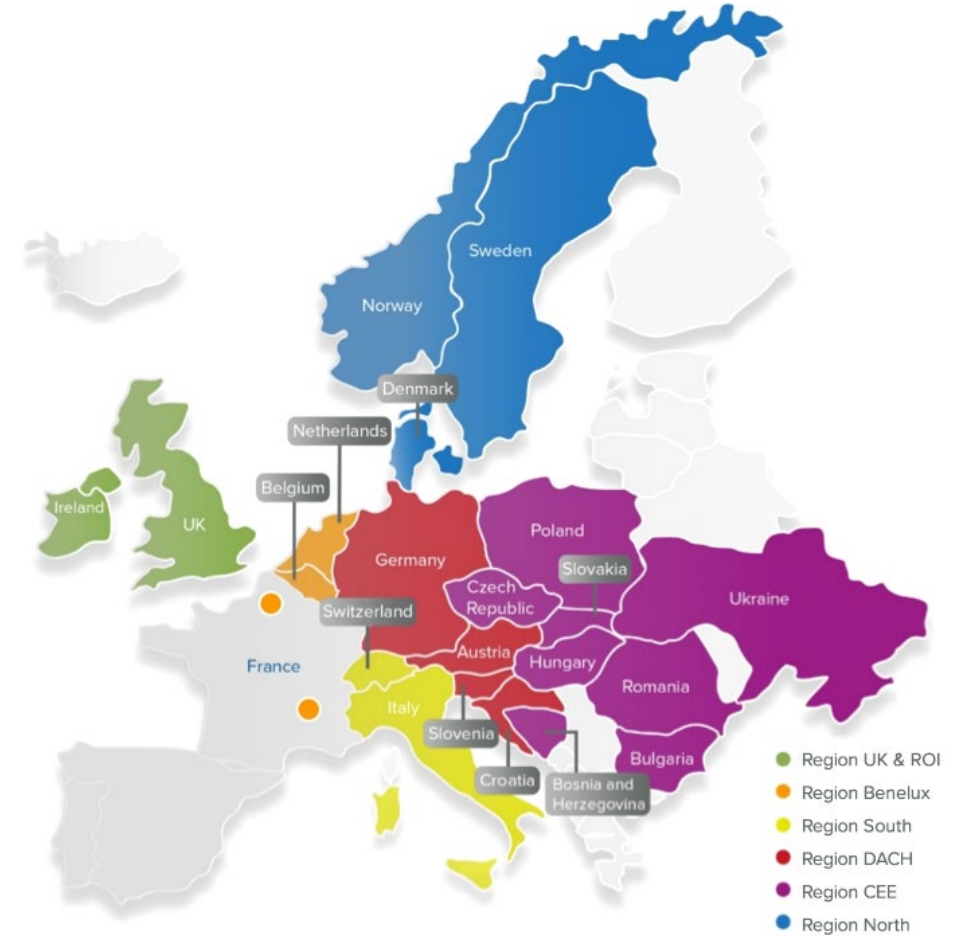 Sweden
Norway
Denmark
Netherlands
Belgium
Ireland
UK
Poland
Germany
Slovakia
Czech
Republic
Ukraine
Switzerland
Austria
Hungary
France
Romania
Italy
Slovenia
Bulgaria
Croatia
Bosnia and
Herzegovina
Region UK & ROI
Region Benelux
Region South
Region DACH
Region CEE
Region North